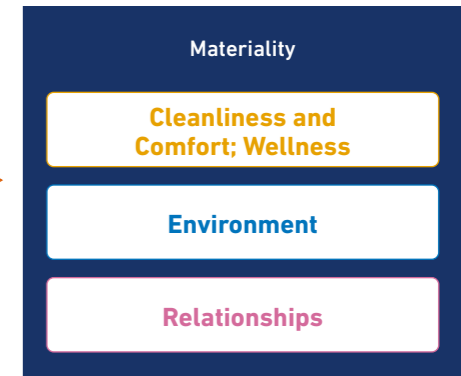 Materiality
Cleanliness and
Comfort; Wellness
Environment
Relationships